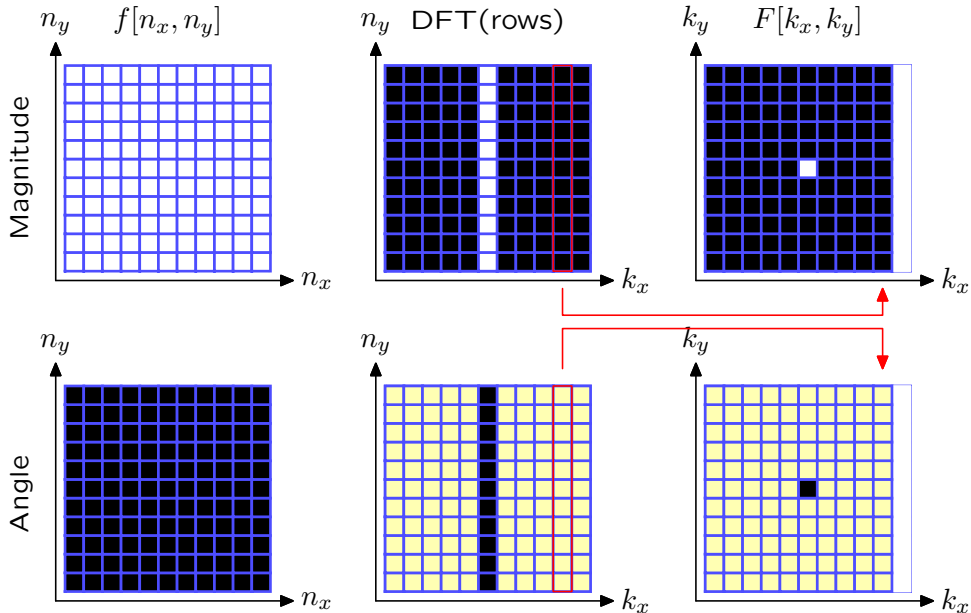 n_y f[n_x, n_y] n_y DFT(rows) k_y F[k_x, k_y]
Magnitude
n_x k_x k_x
n_y n_y k_y
Angle
n_x k_x k_x